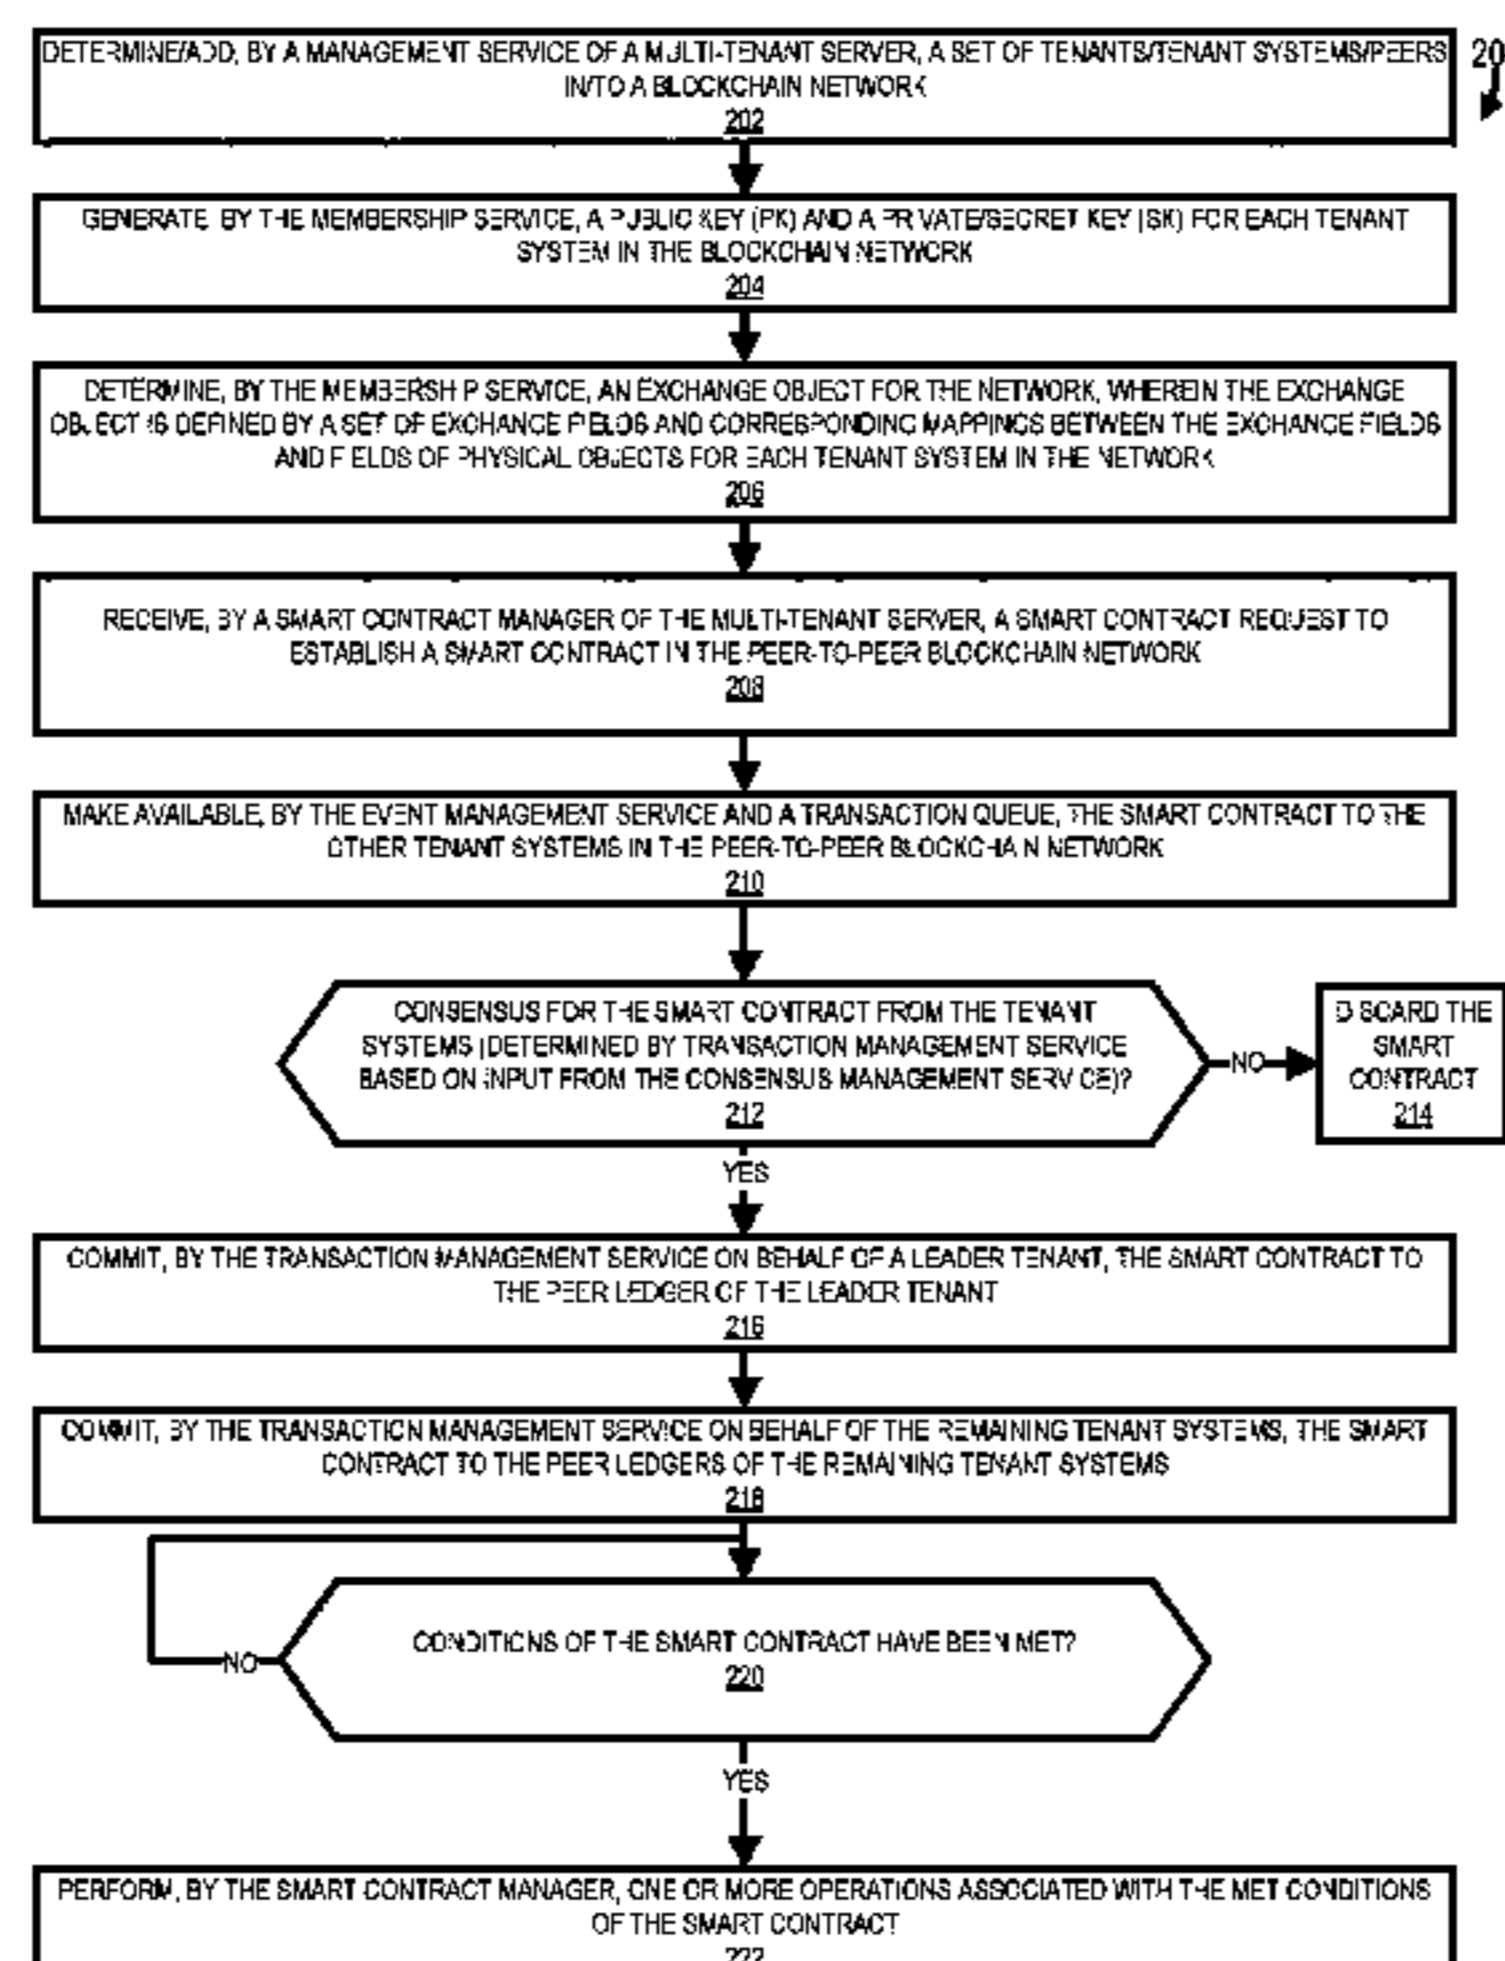 DETERMINE/ADD, BY A MANAGEMENT SERVICE OF A MULTI-TENANT SERVER, A SET OF TENANTS/TENANT SYSTEMS/PEERS
IN/TO A BLOCKCHAIN NETWORK
202
20
GENERATE, BY THE MEMBERSHIP SERVICE, A PUBLIC KEY (PK) AND A PRIVATE/SECRET KEY (SK) FOR EACH TENANT
SYSTEM IN THE BLOCKCHAIN NETWORK
204
DETERMINE, BY THE MEMBERSHIP SERVICE, AN EXCHANGE OBJECT FOR THE NETWORK, WHEREIN THE EXCHANGE
OBJECT IS DEFINED BY A SET OF EXCHANGE FIELDS AND CORRESPONDING MAPPINGS BETWEEN THE EXCHANGE FIELDS
AND FIELDS OF PHYSICAL OBJECTS FOR EACH TENANT SYSTEM IN THE NETWORK
206
RECEIVE, BY A SMART CONTRACT MANAGER OF THE MULTI-TENANT SERVER, A SMART CONTRACT REQUEST TO
ESTABLISH A SMART CONTRACT IN THE PEER-TO-PEER BLOCKCHAIN NETWORK
208
MAKE AVAILABLE, BY THE EVENT MANAGEMENT SERVICE AND A TRANSACTION QUEUE, THE SMART CONTRACT TO THE
OTHER TENANT SYSTEMS IN THE PEER-TO-PEER BLOCKCHAIN NETWORK
210
CONSENSUS FOR THE SMART CONTRACT FROM THE TENANT
SYSTEMS (DETERMINED BY TRANSACTION MANAGEMENT SERVICE
BASED ON INPUT FROM THE CONSENSUS MANAGEMENT SERVICE)?
212
NO
DISCARD THE
SMART
CONTRACT
214
YES
COMMIT, BY THE TRANSACTION MANAGEMENT SERVICE ON BEHALF OF A LEADER TENANT, THE SMART CONTRACT TO
THE PEER LEDGER OF THE LEADER TENANT
216
COMMIT, BY THE TRANSACTION MANAGEMENT SERVICE ON BEHALF OF THE REMAINING TENANT SYSTEMS, THE SMART
CONTRACT TO THE PEER LEDGERS OF THE REMAINING TENANT SYSTEMS
218
CONDITIONS OF THE SMART CONTRACT HAVE BEEN MET?
220
NO
YES
PERFORM, BY THE SMART CONTRACT MANAGER, ONE OR MORE OPERATIONS ASSOCIATED WITH THE MET CONDITIONS
OF THE SMART CONTRACT
222